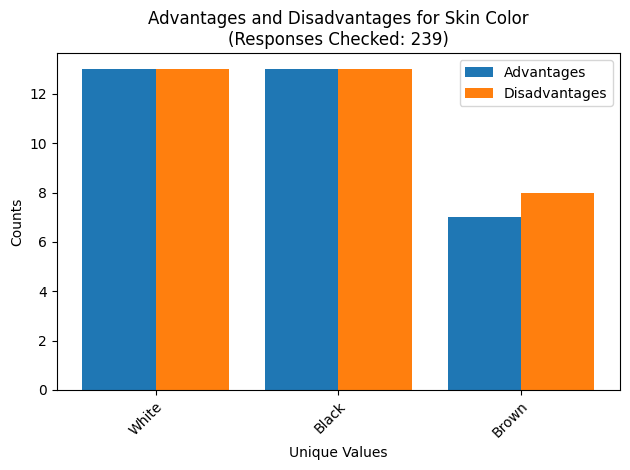 Advantages and Disadvantages for Skin Color
(Responses Checked: 239)
Advantages
Disadvantages
Counts
12
10
8
6
4
2
0
White
Black
Brown
Unique Values